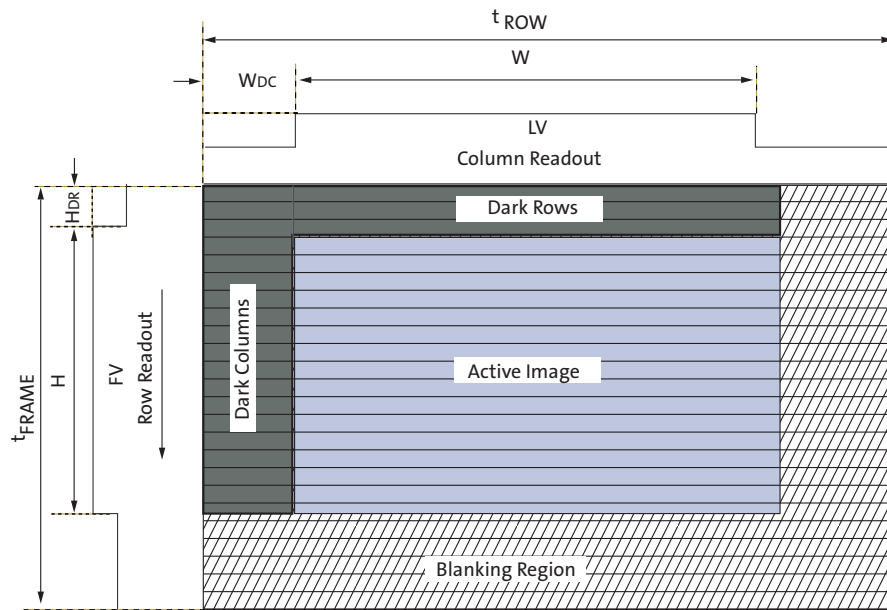 t ROW
W
WDC
LV
Column Readout
HDR
Dark Rows
tFRAME
H
FV
Row Readout
Dark Columns
Active Image
Blanking Region